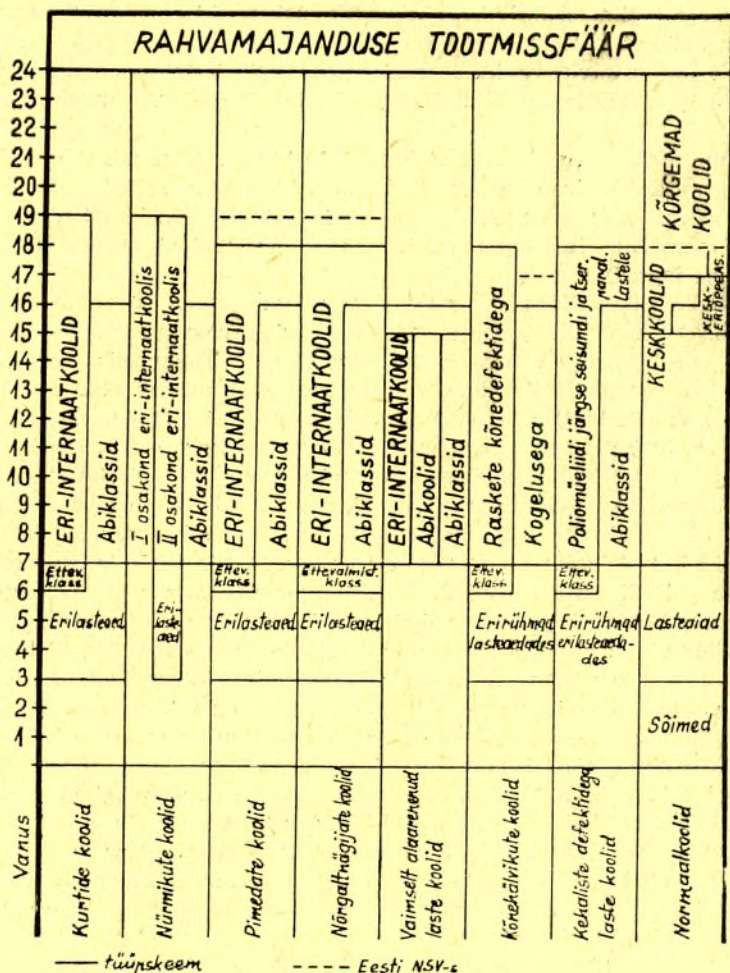 RAHVAMAJANDUSE TOOTMISSFÄÄR
24
23
22
21
20
19
18
17
16
15
14
13
12
11
10
9
8
7
6
5
4
3
2
1
Vanus
ERI-INTERNAATKOOLID
Abiklassid
Ettev.
klass
Erilasteaed
I osakond eri-internaatkoolis
II osakond eri-internaatkoolis
Abiklassid
Eri-
laste-
aed
ERI-INTERNAATKOOLID
Abiklassid
Ettev.
klass.
Erilasteaed
ERI-INTERNAATKOOLID
Abiklassid
Ettevalmist.
klass
Erilasteaed
ERI-INTERNAATKOOLID
Abikoolid
Abiklassid
Raskete kõnedefektidega
Kogelusega
Ettev.
klass.
Erirühmad
lasteaedades
Poliomüeliidi järgse seisundi ja tser.
paral.
lastele
Abiklassid
Ettev.
klass
Erirühmad
erilasteaeda-
des
KÕRGEMAD
KOOLID
KESKKOOLID
KESK-
ERIÕPPEAS.
Lasteaiad
Sõimed
Kurtide koolid
Nürmikute koolid
Pimedate koolid
Nõrgaltnägijate koolid
Vaimselt alaarenenud
laste koolid
Kõnehälvikute koolid
Kehaliste defektidega
laste koolid
Normaalkoolid
tüüpskeem
Eesti NSV-s